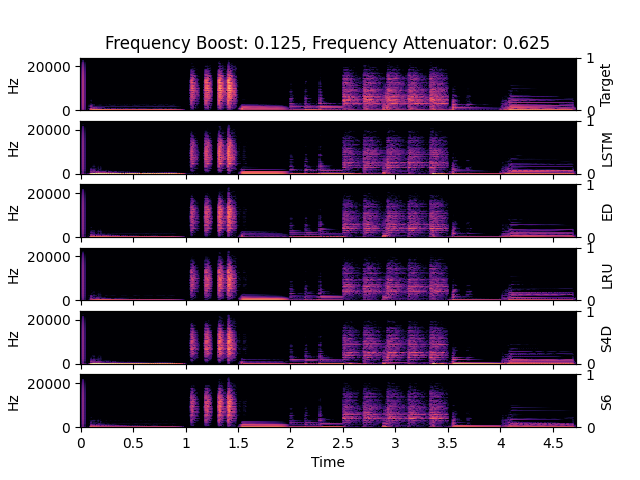 Frequency Boost: 0.125, Frequency Attenuator: 0.625
Hz 20000 0 1 0 Target
Hz 20000 0 1 0 LSTM
Hz 20000 0 1 0 ED
Hz 20000 0 1 0 LRU
Hz 20000 0 1 0 S4D
Hz 20000 0 1 0 S6
0 0.5 1 1.5 2 2.5 3 3.5 4 4.5
Time